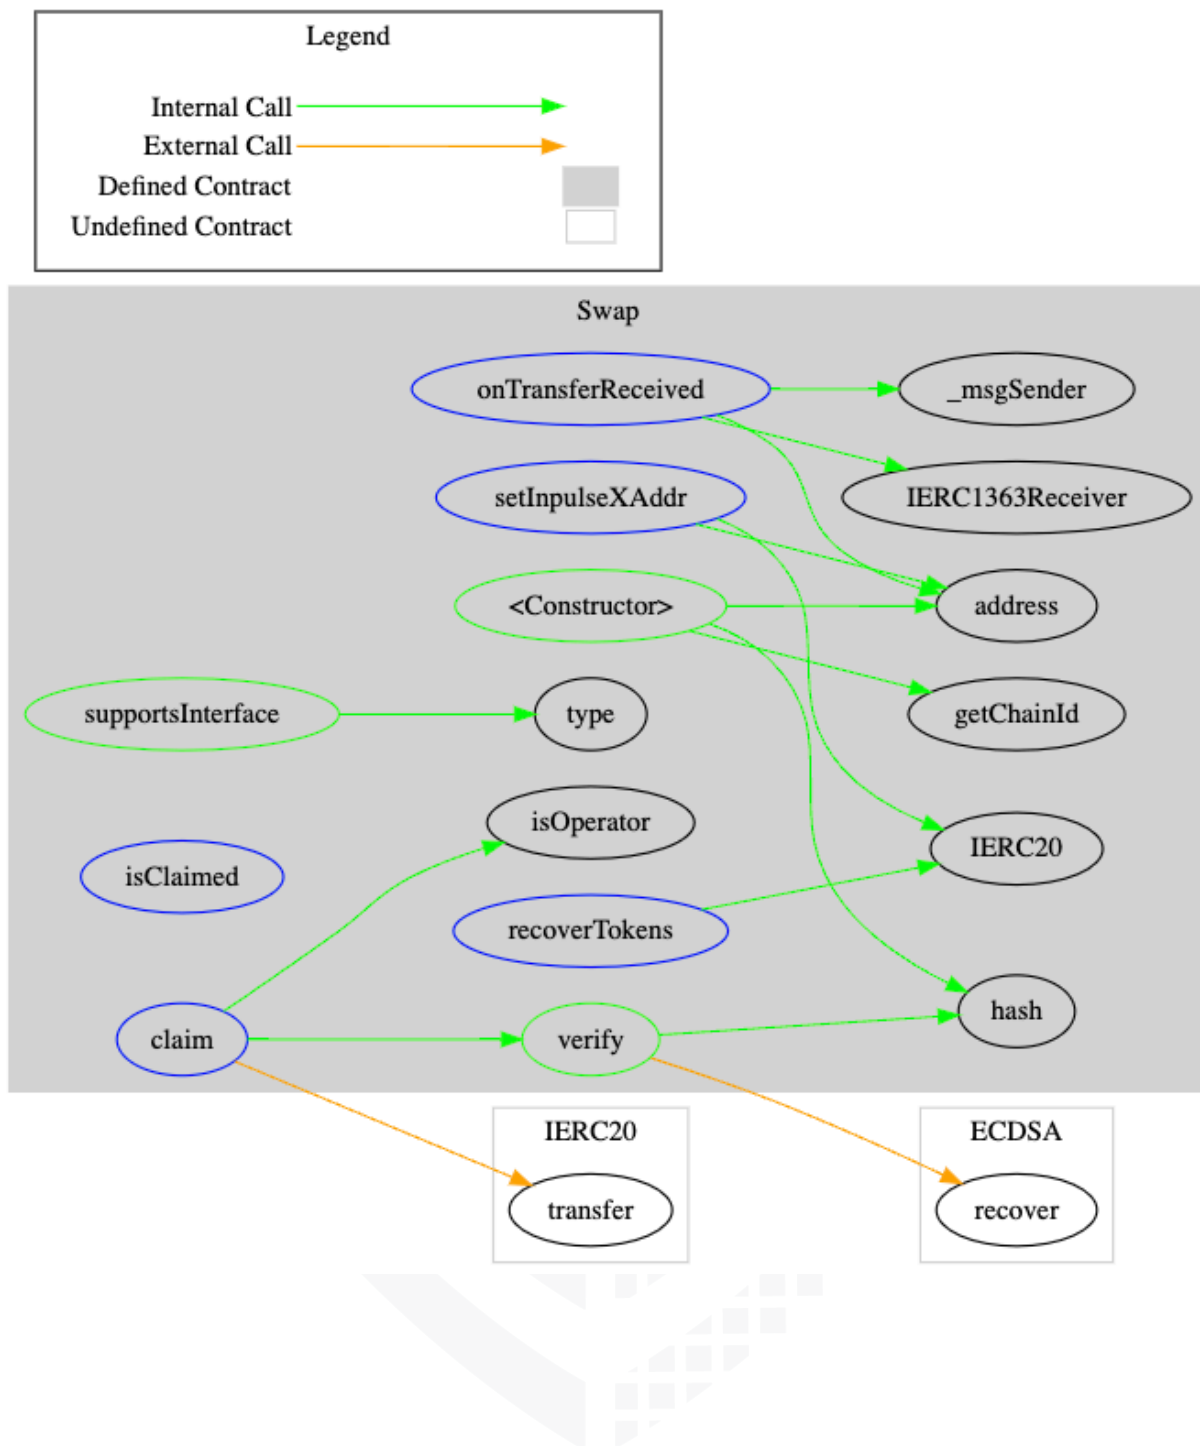 Legend
Internal Call
External Call
Defined Contract
Undefined Contract
Swap
onTransferReceived
_msgSender
setInpulseXAddr
IERC1363Receiver
<Constructor>
address
supportsInterface
type
getChainId
isOperator
IERC20
isClaimed
recoverTokens
hash
claim
verify
IERC20
ECDSA
transfer
recover